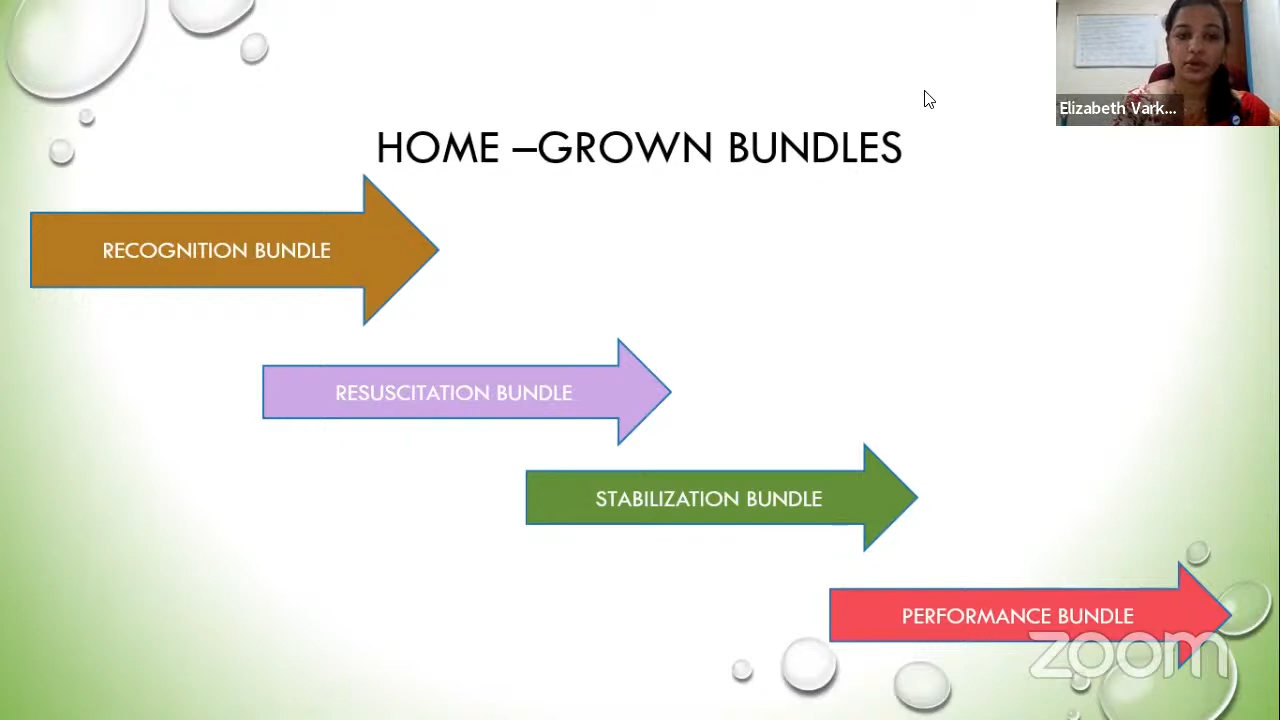 Elizabeth Vark...
HOME –GROWN BUNDLES
RECOGNITION BUNDLE
RESUSCITATION BUNDLE
STABILIZATION BUNDLE
PERFORMANCE BUNDLE
zoom